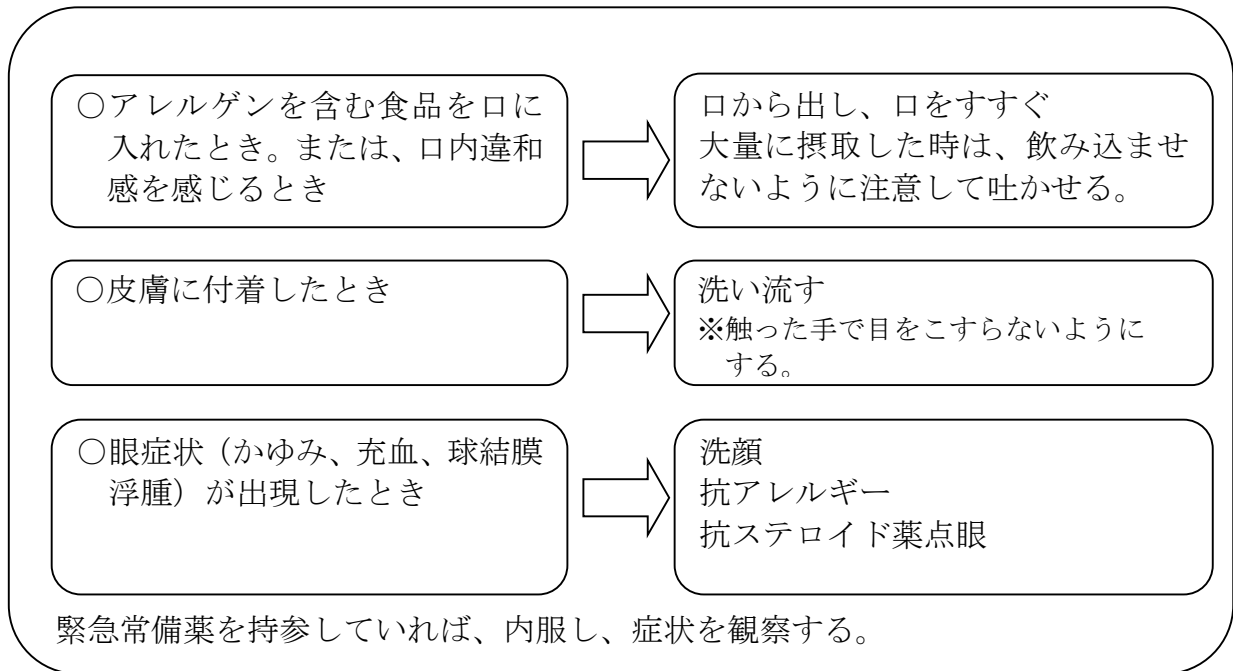 ○アレルゲンを含む食品を口に
入れたとき。または、口内違和
感を感じるとき
口から出し、口をすすぐ
大量に摂取した時は、飲み込ませ
ないように注意して吐かせる。
○皮膚に付着したとき
洗い流す
※触った手で目をこすらないように
する。
○眼症状（かゆみ、充血、球結膜
浮腫）が出現したとき
洗顔
抗アレルギー
抗ステロイド薬点眼
緊急常備薬を持参していれば、内服し、症状を観察する。